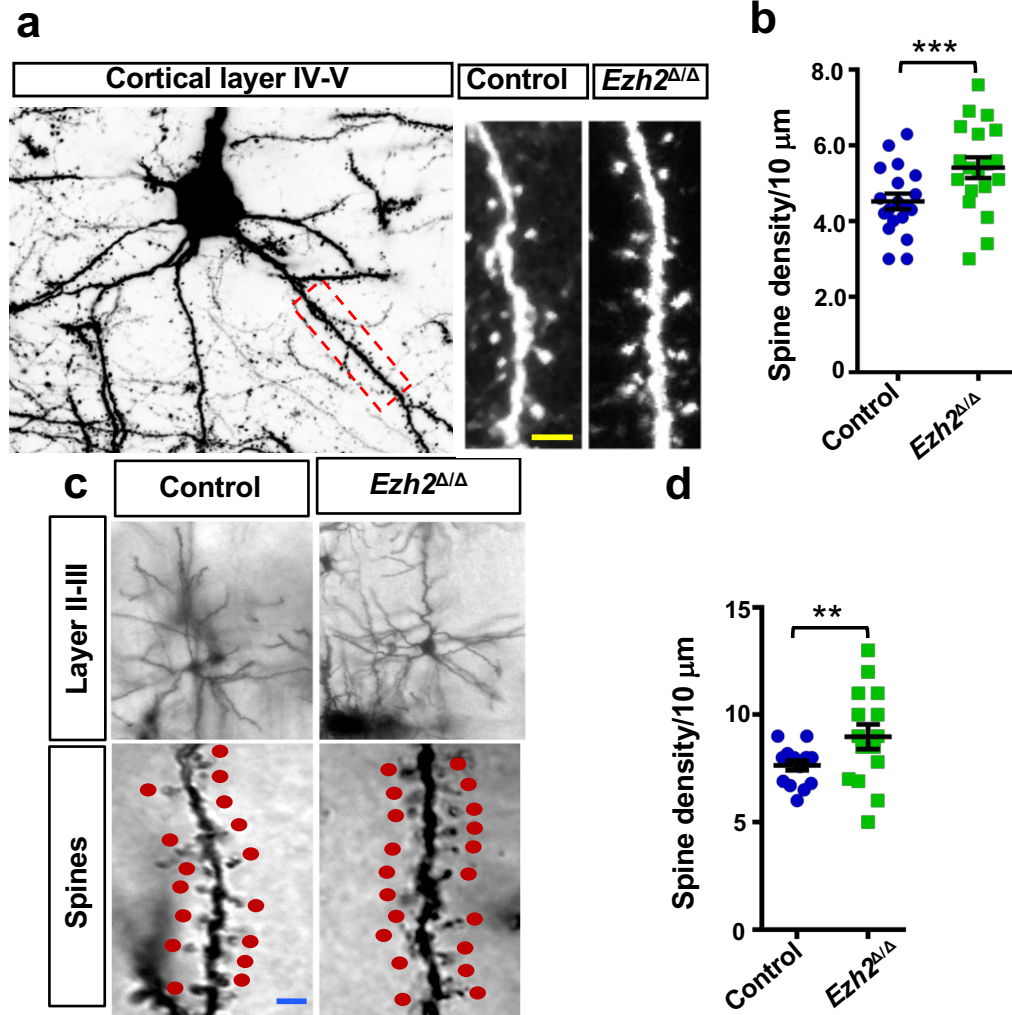 a
Cortical layer IV-V
Control
Ezh2Δ/Δ
b
***
Spine density/10 µm
8.0
6.0
4.0
2.0
0
Control
Ezh2Δ/Δ
c
Control
Ezh2Δ/Δ
Layer II-III
Spines
d
**
Spine density/10 µm
15
10
5
0
Control
Ezh2Δ/Δ